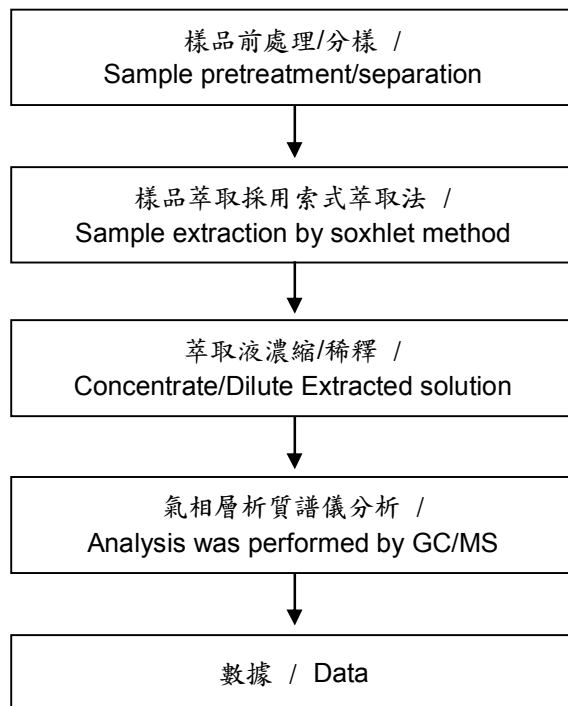 樣品前處理/分樣 /
Sample pretreatment/separation
樣品萃取採用索式萃取法 /
Sample extraction by soxhlet method
萃取液濃縮/稀釋 /
Concentrate/Dilute Extracted solution
氣相層析質譜儀分析 /
Analysis was performed by GC/MS
數據 / Data